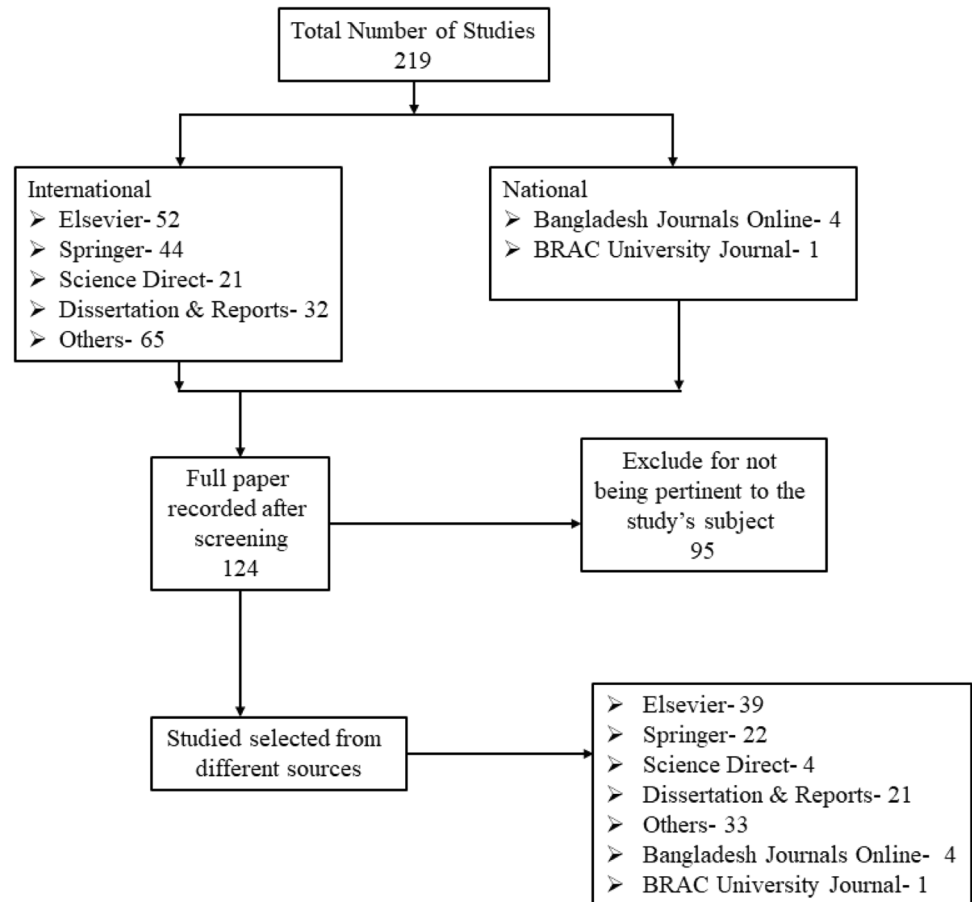 Total Number of Studies
219
International
➢ Elsevier- 52
➢ Springer- 44
➢ Science Direct- 21
➢ Dissertation & Reports- 32
➢ Others- 65
National
➢ Bangladesh Journals Online- 4
➢ BRAC University Journal- 1
Full paper
recorded after
screening
124
Exclude for not
being pertinent to the
study’s subject
95
Studied selected from
different sources
➢ Elsevier- 39
➢ Springer- 22
➢ Science Direct- 4
➢ Dissertation & Reports- 21
➢ Others- 33
➢ Bangladesh Journals Online- 4
➢ BRAC University Journal- 1